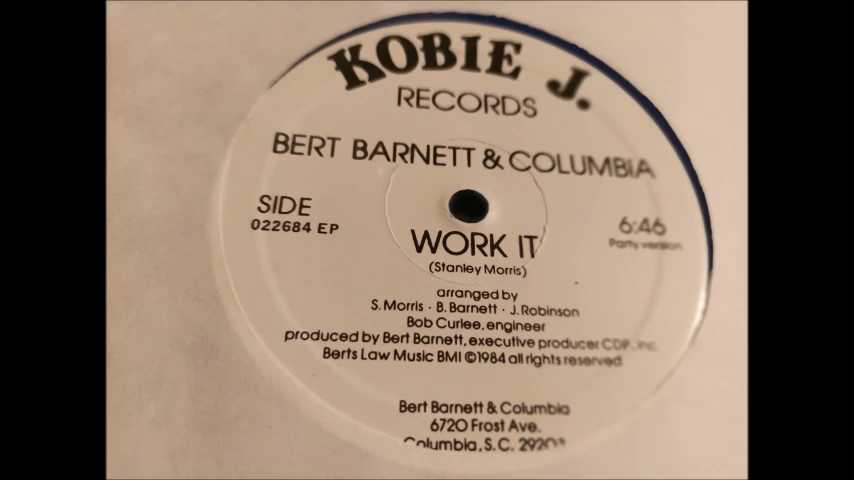 KOBIE J.
RECORDS
BERT BARNETT & COLUMBIA
SIDE
022684 EP
6:46
Party version
WORK IT
(Stanley Morris)
arranged by
S. Morris · B. Barnett · J. Robinson
Bob Curlee, engineer
produced by Bert Barnett, executive producer CDP, Inc.
Berts Law Music BMI ©1984 all rights reserved
Bert Barnett & Columbia
6720 Frost Ave.
Columbia, S.C.